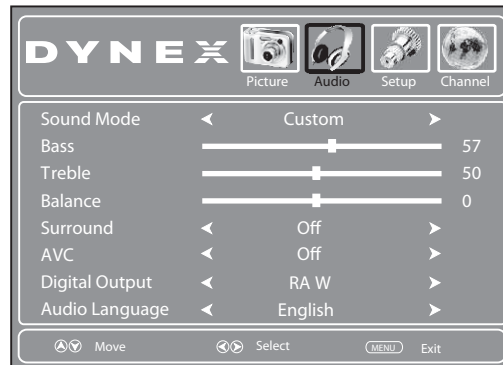 DYNEX
Picture Audio Setup Channel
Sound Mode Custom
Bass 57
Treble 50
Balance 0
Surround Off
AVC Off
Digital Output RA W
Audio Language English
Move Select MENU Exit